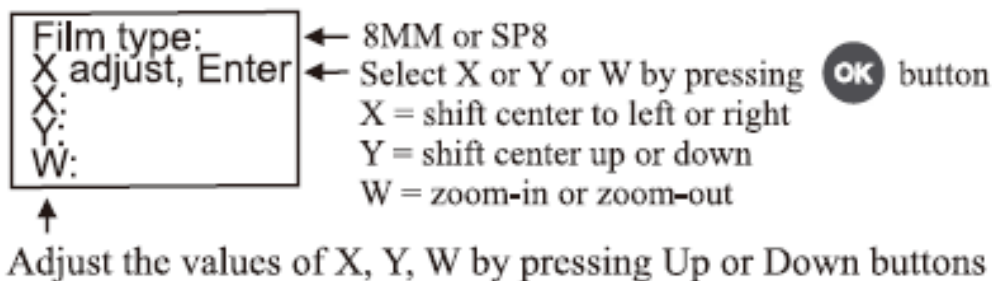 Film type: ← 8MM or SP8
X adjust, Enter ← Select X or Y or W by pressing OK button
X: X = shift center to left or right
Y: Y = shift center up or down
W: W = zoom-in or zoom-out
Adjust the values of X, Y, W by pressing Up or Down buttons